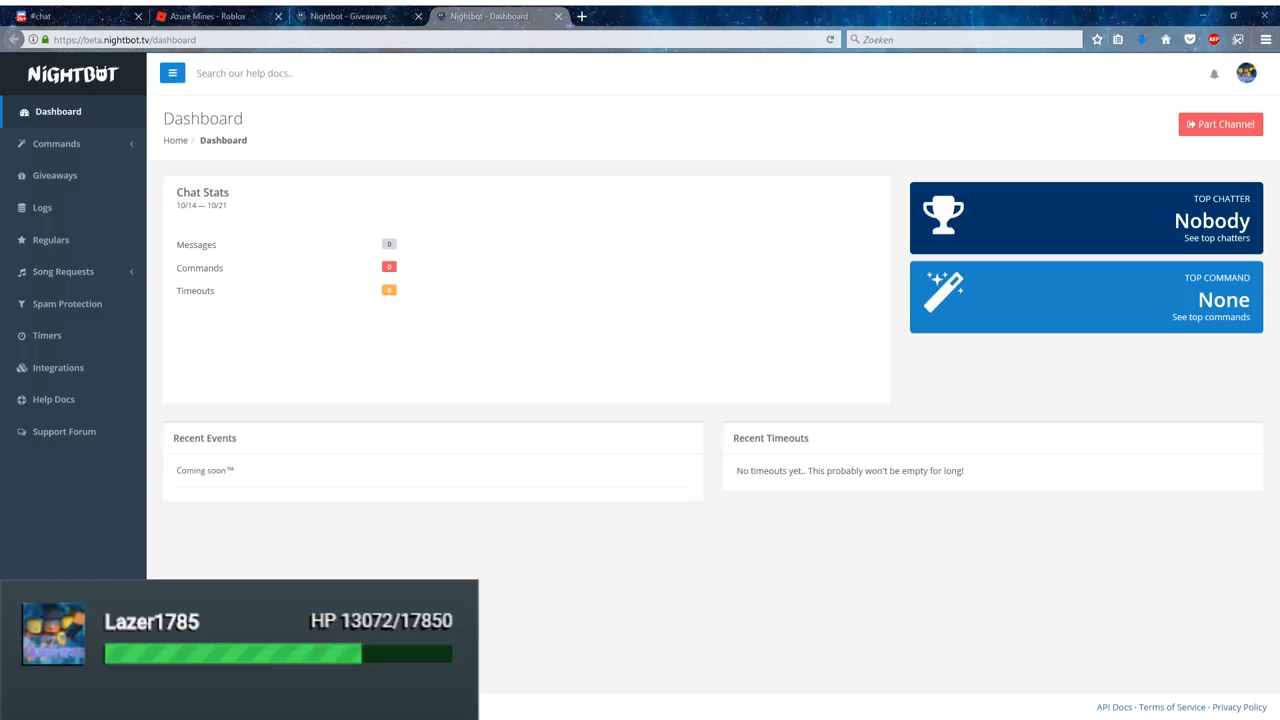 #chat
Azure Mines - Roblox
Nightbot - Giveaways
Nightbot - Dashboard
https://beta.nightbot.tv/dashboard
Zoeken
ABP
NIGHTBOT
Search our help docs..
Dashboard
Commands
Giveaways
Logs
Regulars
Song Requests
Spam Protection
Timers
Integrations
Help Docs
Support Forum
Dashboard
Home / Dashboard
Part Channel
Chat Stats
10/14 — 10/21
Messages 0
Commands 0
Timeouts 0
TOP CHATTER
Nobody
See top chatters
TOP COMMAND
None
See top commands
Recent Events
Coming soon™
Recent Timeouts
No timeouts yet.. This probably won't be empty for long!
Lazer1785 HP 13072/17850
API Docs · Terms of Service · Privacy Policy